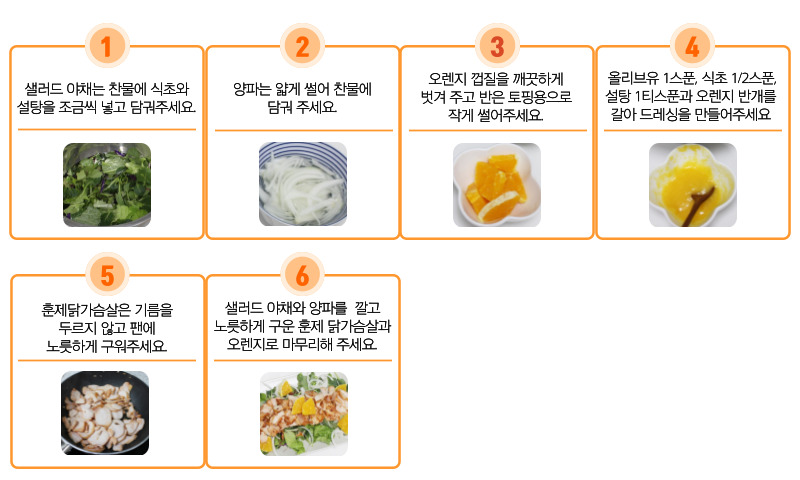 1
샐러드 야채는 찬물에 식초와
설탕을 조금씩 넣고 담궈주세요.
2
양파는 얇게 썰어 찬물에
담궈 주세요.
3
오렌지 껍질을 깨끗하게
벗겨 주고 반은 토핑용으로
작게 썰어주세요.
4
올리브유 1스푼, 식초 1/2스푼,
설탕 1티스푼과 오렌지 반개를
갈아 드레싱을 만들어주세요
5
훈제닭가슴살은 기름을
두르지 않고 팬에
노릇하게 구워주세요.
6
샐러드 야채와 양파를 깔고
노릇하게 구운 훈제 닭가슴살과
오렌지로 마무리해 주세요.